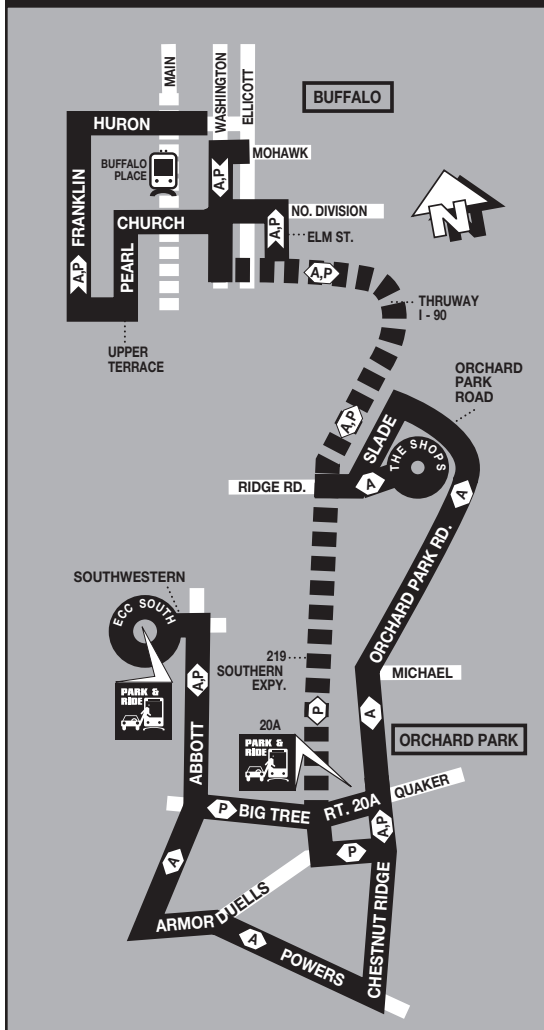 MAIN
WASHINGTON
ELLICOTT
BUFFALO
HURON
MOHAWK
BUFFALO
PLACE
A,P
FRANKLIN
A,P
NO. DIVISION
CHURCH
A,P
ELM ST.
PEARL
A,P
THRUWAY
I - 90
UPPER
TERRACE
N
ORCHARD
PARK
ROAD
A,P
SLADE
THE SHOPS
RIDGE RD.
A
A
ORCHARD PARK RD.
SOUTHWESTERN
ECC SOUTH
219
SOUTHERN
EXPY.
MICHAEL
A,P
PARK &
RIDE
P
A
ABBOTT
20A
PARK &
RIDE
ORCHARD PARK
QUAKER
P
BIG TREE
RT. 20A
A,P
A
P
DUELLS
ARMOR
A
POWERS
CHESTNUT RIDGE